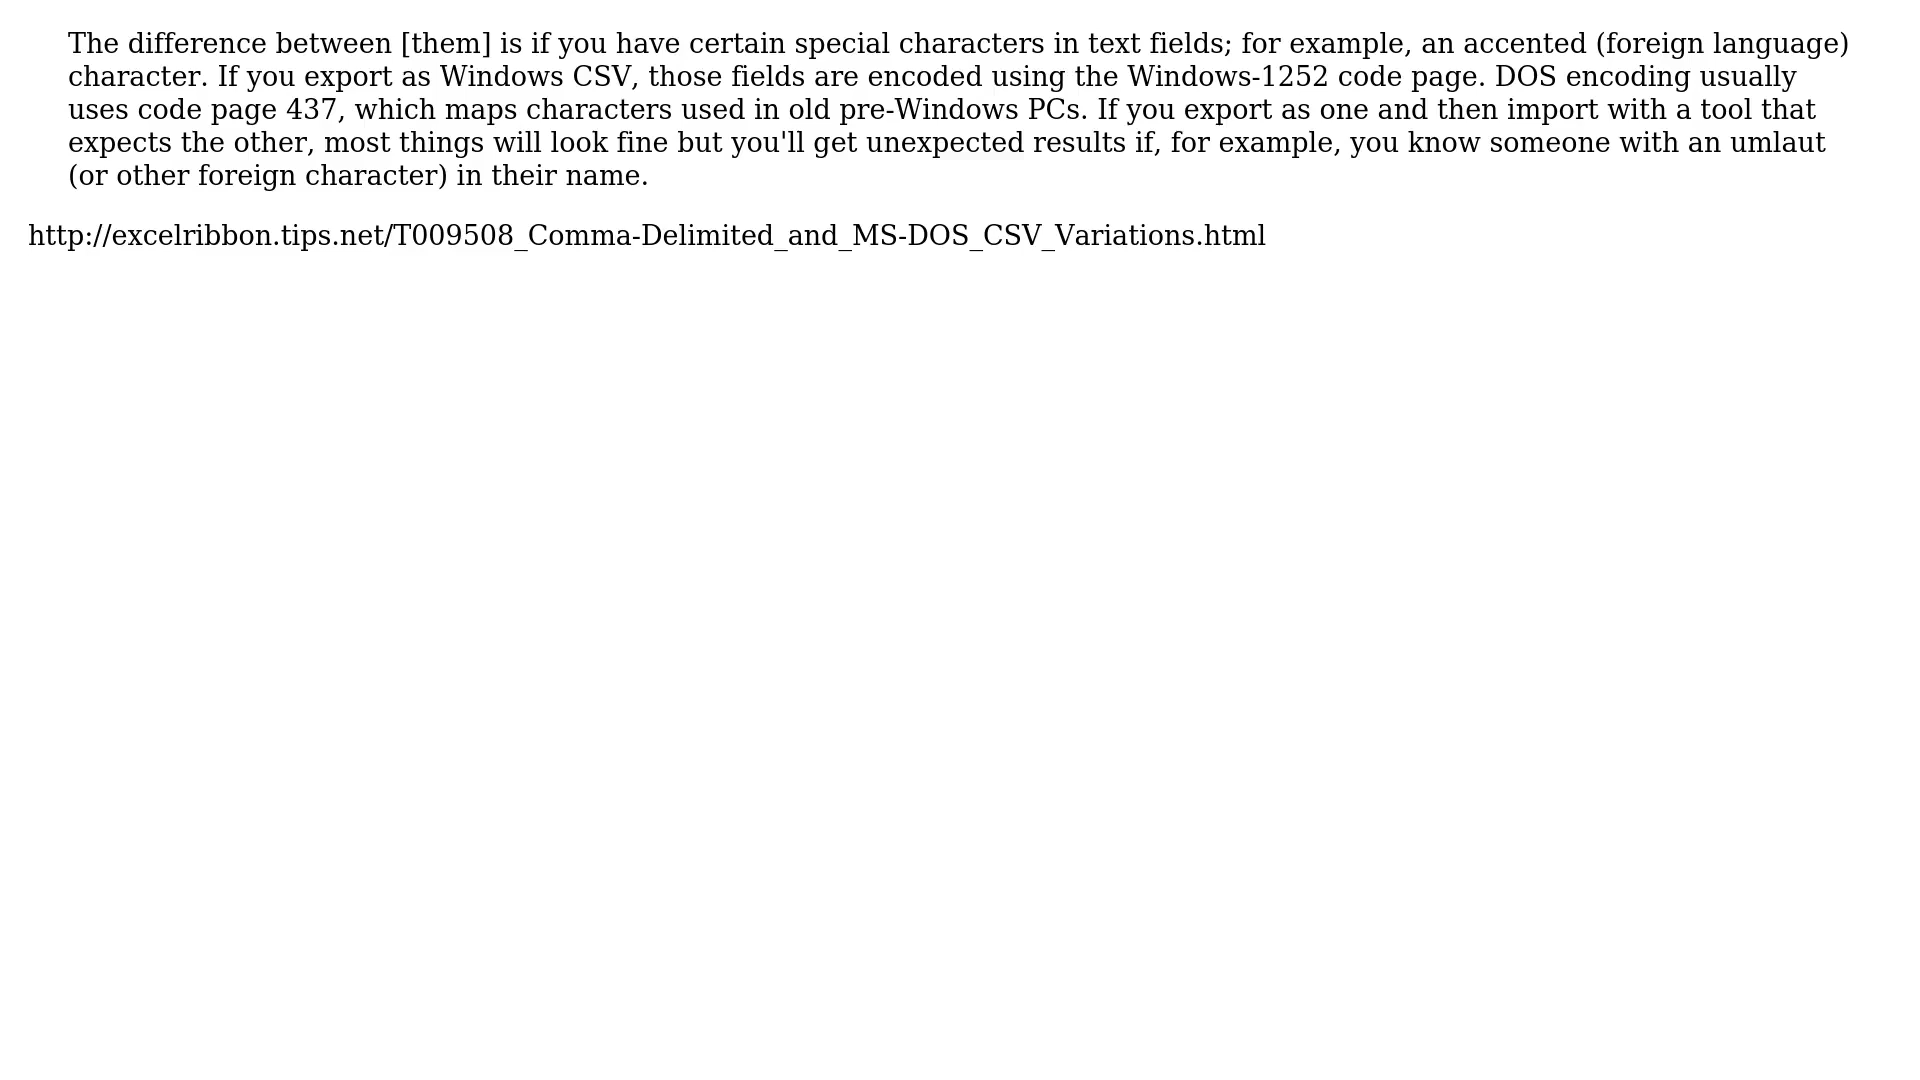 The difference between [them] is if you have certain special characters in text fields; for example, an accented (foreign language)
character. If you export as Windows CSV, those fields are encoded using the Windows-1252 code page. DOS encoding usually
uses code page 437, which maps characters used in old pre-Windows PCs. If you export as one and then import with a tool that
expects the other, most things will look fine but you'll get unexpected results if, for example, you know someone with an umlaut
(or other foreign character) in their name.
http://excelribbon.tips.net/T009508_Comma-Delimited_and_MS-DOS_CSV_Variations.html